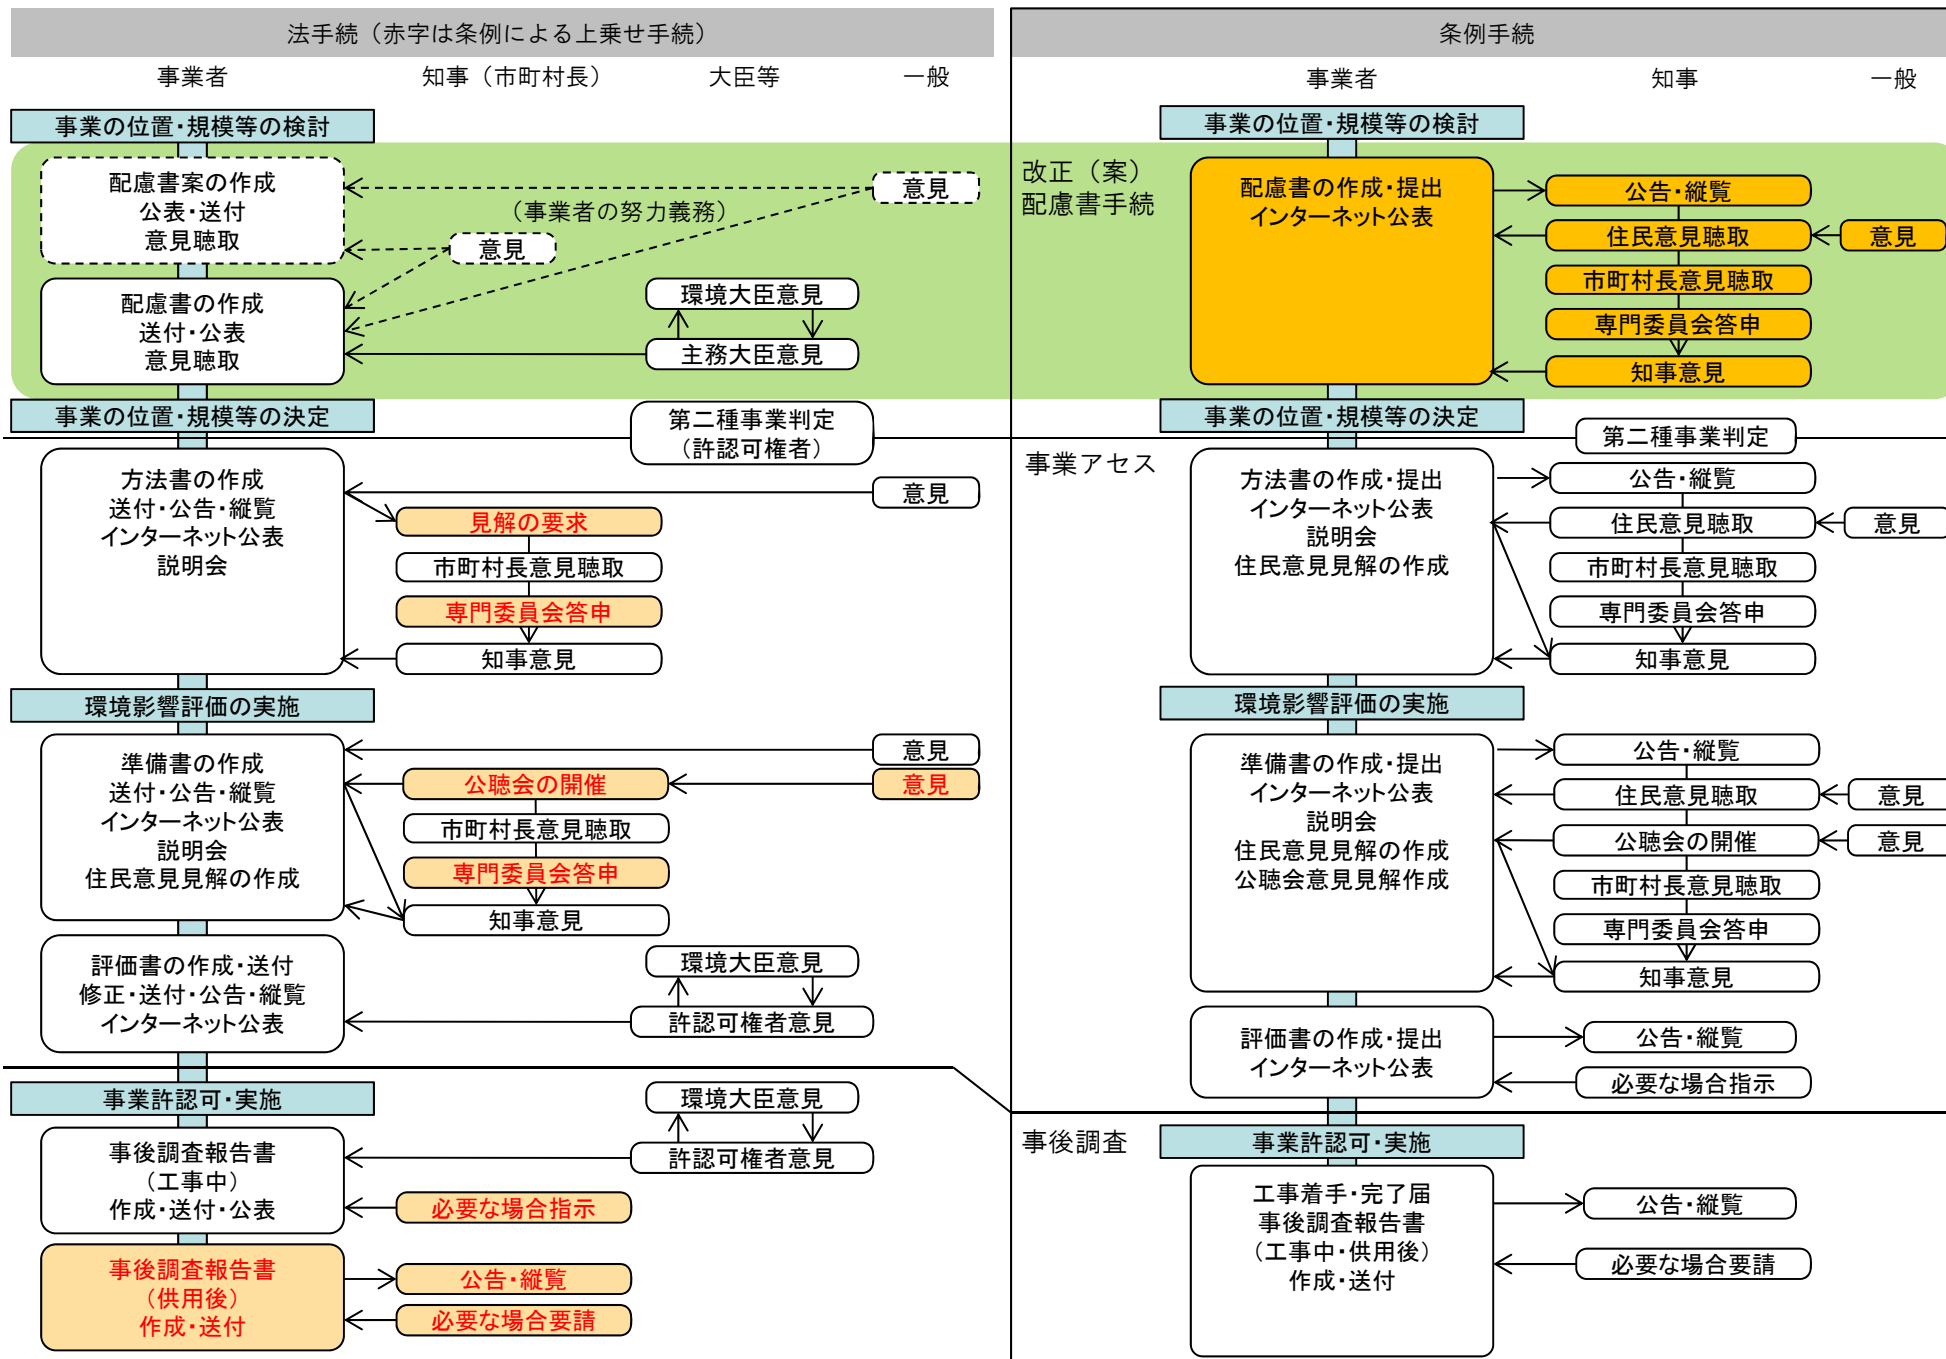 法手続（赤字は条例による上乗せ手続）
事業者
知事（市町村長）
大臣等
一般
事業の位置・規模等の検討
配慮書案の作成
公表・送付
意見聴取
意見
（事業者の努力義務）
意見
配慮書の作成
送付・公表
意見聴取
環境大臣意見
主務大臣意見
事業の位置・規模等の決定
第二種事業判定
（許認可権者）
方法書の作成
送付・公告・縦覧
インターネット公表
説明会
意見
見解の要求
市町村長意見聴取
専門委員会答申
知事意見
環境影響評価の実施
準備書の作成
送付・公告・縦覧
インターネット公表
説明会
住民意見見解の作成
意見
公聴会の開催
意見
市町村長意見聴取
専門委員会答申
知事意見
評価書の作成・送付
修正・送付・公告・縦覧
インターネット公表
環境大臣意見
許認可権者意見
事業許認可・実施
環境大臣意見
許認可権者意見
事後調査報告書
（工事中）
作成・送付・公表
必要な場合指示
事後調査報告書
（供用後）
作成・送付
公告・縦覧
必要な場合要請
条例手続
事業者
知事
一般
事業の位置・規模等の検討
改正（案）
配慮書手続
配慮書の作成・提出
インターネット公表
公告・縦覧
住民意見聴取
意見
市町村長意見聴取
専門委員会答申
知事意見
事業の位置・規模等の決定
第二種事業判定
事業アセス
方法書の作成・提出
インターネット公表
説明会
住民意見見解の作成
公告・縦覧
住民意見聴取
意見
市町村長意見聴取
専門委員会答申
知事意見
環境影響評価の実施
準備書の作成・提出
インターネット公表
説明会
住民意見見解の作成
公聴会意見見解作成
公告・縦覧
住民意見聴取
意見
公聴会の開催
意見
市町村長意見聴取
専門委員会答申
知事意見
評価書の作成・提出
インターネット公表
公告・縦覧
必要な場合指示
事後調査
事業許認可・実施
工事着手・完了届
事後調査報告書
（工事中・供用後）
作成・送付
公告・縦覧
必要な場合要請